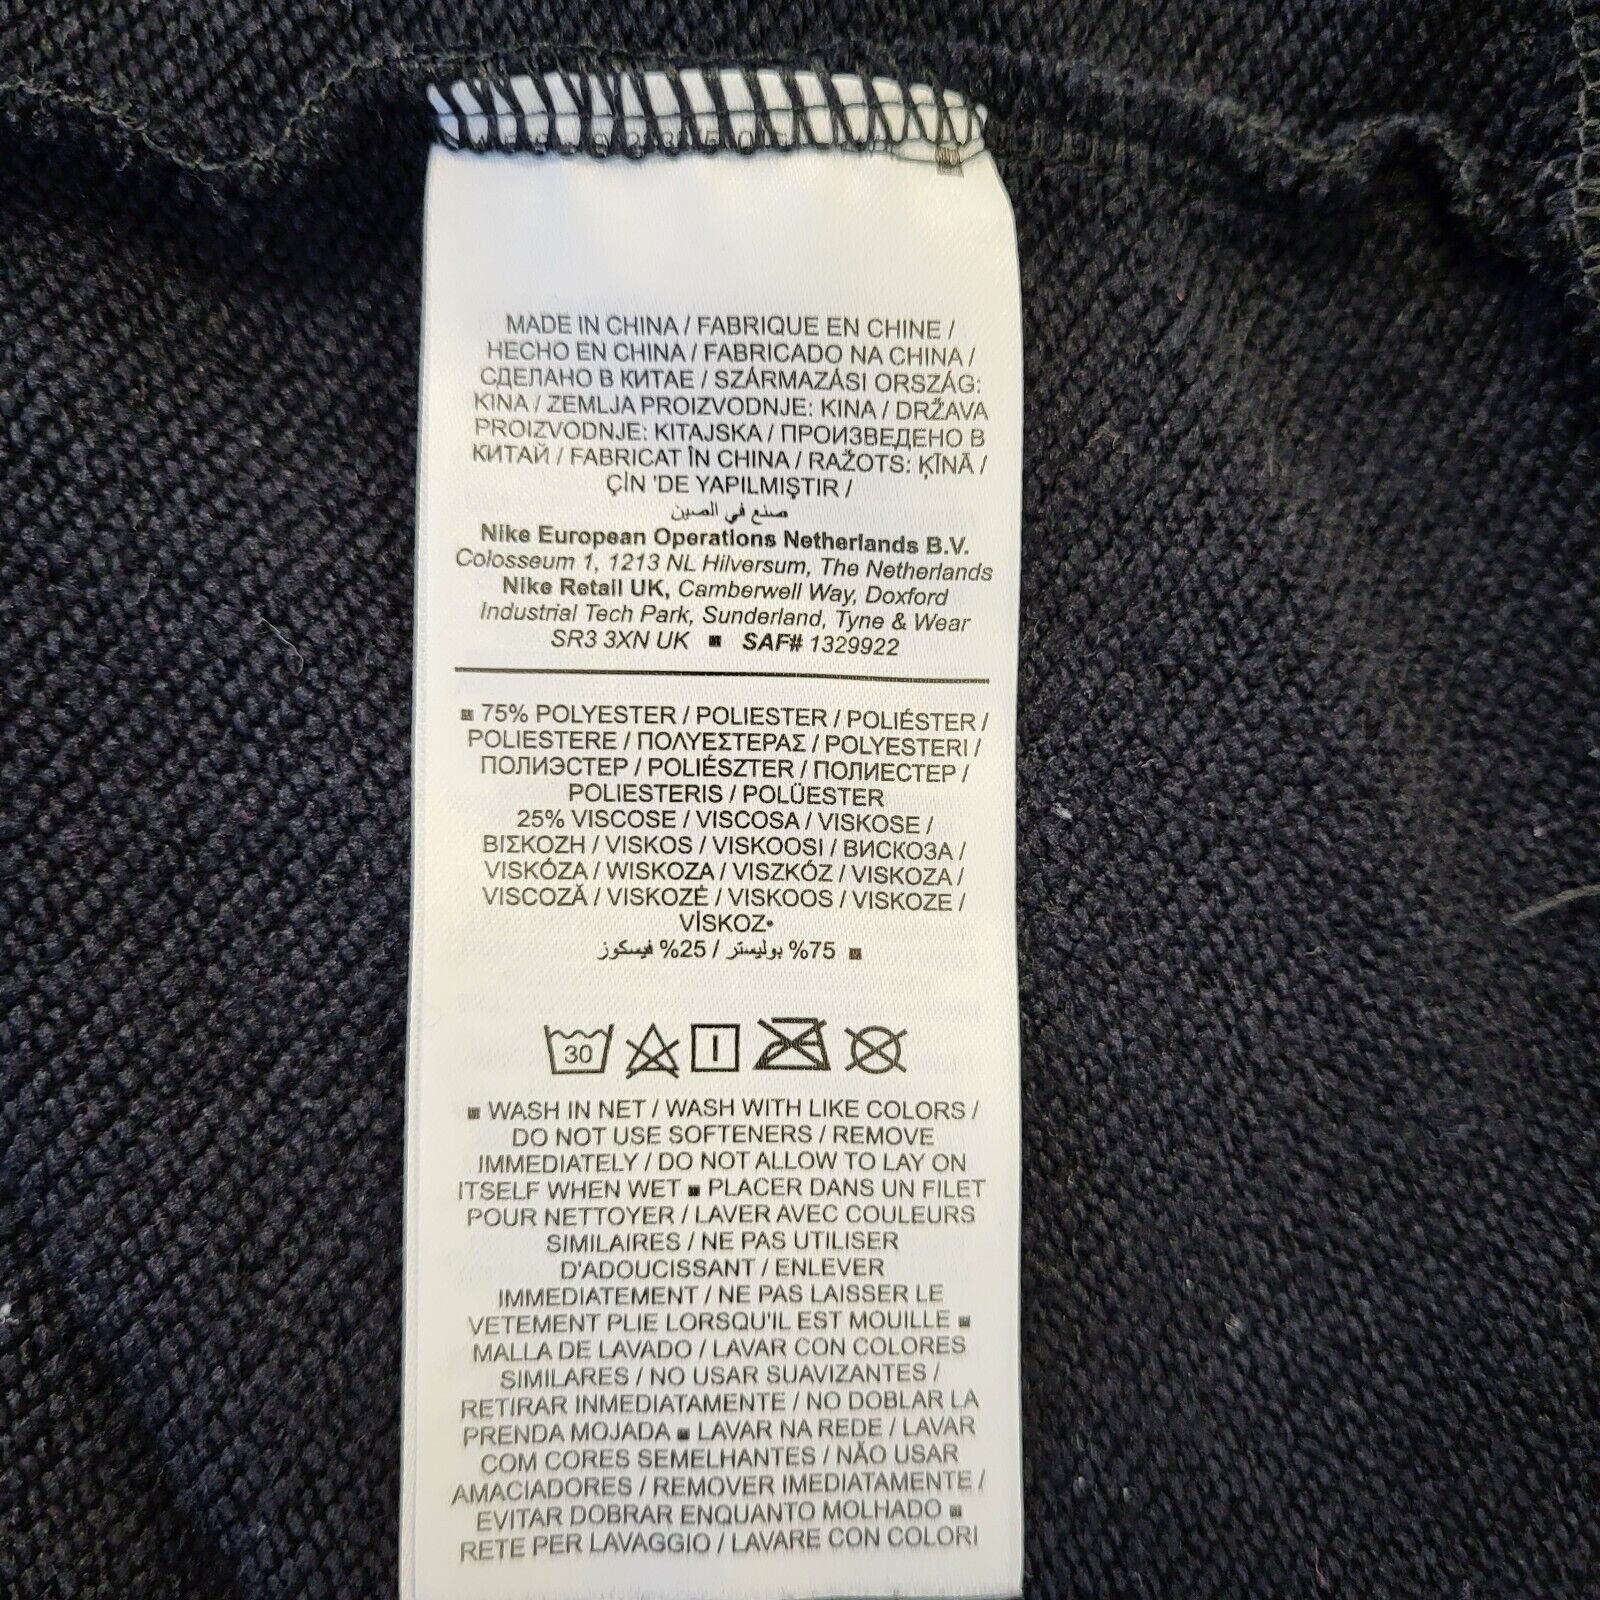 MADE IN CHINA / FABRIQUE EN CHINE /
HECHO EN CHINA / FABRICADO NA CHINA /
СДЕЛАНО В КИТАЕ / SZÁRMAZÁSI ORSZÁG:
KINA / ZEMLJA PROIZVODNJE: KINA / DRŽAVA
PROIZVODNJE: KITAJSKA / ПРОИЗВЕДЕНО В
КИТАЙ / FABRICAT ÎN CHINA / RAŽOTS: ĶĪNĀ /
ÇİN 'DE YAPILMIŞTIR /
صنع في الصين
Nike European Operations Netherlands B.V.
Colosseum 1, 1213 NL Hilversum, The Netherlands
Nike Retail UK, Camberwell Way, Doxford
Industrial Tech Park, Sunderland, Tyne & Wear
SR3 3XN UK ▪ SAF# 1329922
▪ 75% POLYESTER / POLIESTER / POLIÉSTER /
POLIESTERE / ΠΟΛΥΕΣΤΕΡΑΣ / POLYESTERI /
ПОЛИЭСТЕР / POLIÉSZTER / ПОЛИЕСТЕР /
POLIESTERIS / POLÜESTER
25% VISCOSE / VISCOSA / VISKOSE /
ΒΙΣΚΟΖΗ / VISKOS / VISKOOSI / ВИСКОЗА /
VISKÓZA / WISKOZA / VISZKÓZ / VISKOZA /
VISCOZĂ / VISKOZĖ / VISKOOS / VISKOZE /
VİSKOZ•
75% بوليستر / 25% فيسكوز ▪
30
▪ WASH IN NET / WASH WITH LIKE COLORS /
DO NOT USE SOFTENERS / REMOVE
IMMEDIATELY / DO NOT ALLOW TO LAY ON
ITSELF WHEN WET ▪ PLACER DANS UN FILET
POUR NETTOYER / LAVER AVEC COULEURS
SIMILAIRES / NE PAS UTILISER
D'ADOUCISSANT / ENLEVER
IMMEDIATEMENT / NE PAS LAISSER LE
VETEMENT PLIE LORSQU'IL EST MOUILLE ▪
MALLA DE LAVADO / LAVAR CON COLORES
SIMILARES / NO USAR SUAVIZANTES /
RETIRAR INMEDIATAMENTE / NO DOBLAR LA
PRENDA MOJADA ▪ LAVAR NA REDE / LAVAR
COM CORES SEMELHANTES / NÃO USAR
AMACIADORES / REMOVER IMEDIATAMENTE /
EVITAR DOBRAR ENQUANTO MOLHADO ▪
RETE PER LAVAGGIO / LAVARE CON COLORI